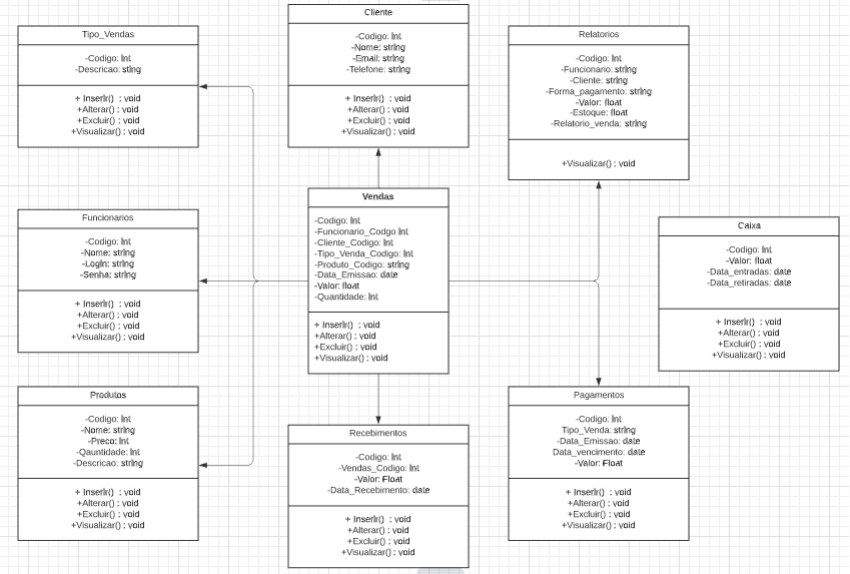 Cliente
-Codigo: Int
-Nome: string
-Email: string
-Telefone: string
+ Inserir() : void
+Alterar() : void
+Excluir() : void
+Visualizar() : void
Tipo_Vendas
-Codigo: Int
-Descricao: sting
+ Inserir() : void
+Alterar() : void
+Excluir() : void
+Visualizar() : void
Relatorios
-Codigo: Int
-Funcionario: string
-Cliente: string
-Forma_pagamento: string
-Valor: float
-Estoque: float
-Relatorio_venda: string
+Visualizar() : void
Vendas
-Codigo: Int
-Funcionario_Codgo Int
-Cliente_Codigo: Int
-Tipo_Venda_Codigo: Int
-Produto_Codigo: string
-Data_Emissao: date
-Valor: float
-Quantidade: Int
+ Inserir() : void
+Alterar() : void
+Excluir() : void
+Visualizar() : void
Funcionarios
-Codigo: Int
-Nome: string
-Login: string
-Senha: string
+ Inserir() : void
+Alterar() : void
+Excluir() : void
+Visualizar() : void
Caixa
-Codigo: Int
-Valor: float
-Data_entradas: date
-Data_retiradas: date
+ Inserir() : void
+Alterar() : void
+Excluir() : void
+Visualizar() : void
Produtos
-Codigo: Int
-Nome: string
-Preco: Int
-Qauntidade: Int
-Descricao: string
+ Inserir() : void
+Alterar() : void
+Excluir() : void
+Visualizar() : void
Recebimentos
-Codigo: Int
-Vendas_Codigo: Int
-Valor: Float
-Data_Recebimento: date
+ Inserir() : void
+Alterar() : void
+Excluir() : void
+Visualizar() : void
Pagamentos
-Codigo: Int
Tipo_Venda: string
-Data_Emissao: date
Data_vencimento: date
-Valor: Float
+ Inserir() : void
+Alterar() : void
+Excluir() : void
+Visualizar() : void